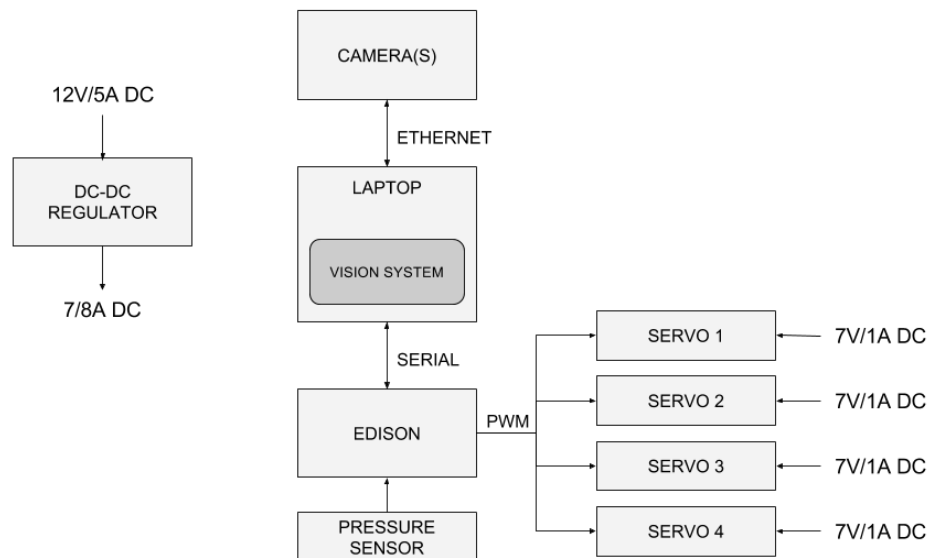 CAMERA(S)
12V/5A DC
ETHERNET
DC-DC
REGULATOR
LAPTOP
VISION SYSTEM
7/8A DC
SERIAL
SERVO 1
7V/1A DC
SERVO 2
7V/1A DC
EDISON
PWM
SERVO 3
7V/1A DC
PRESSURE
SENSOR
SERVO 4
7V/1A DC